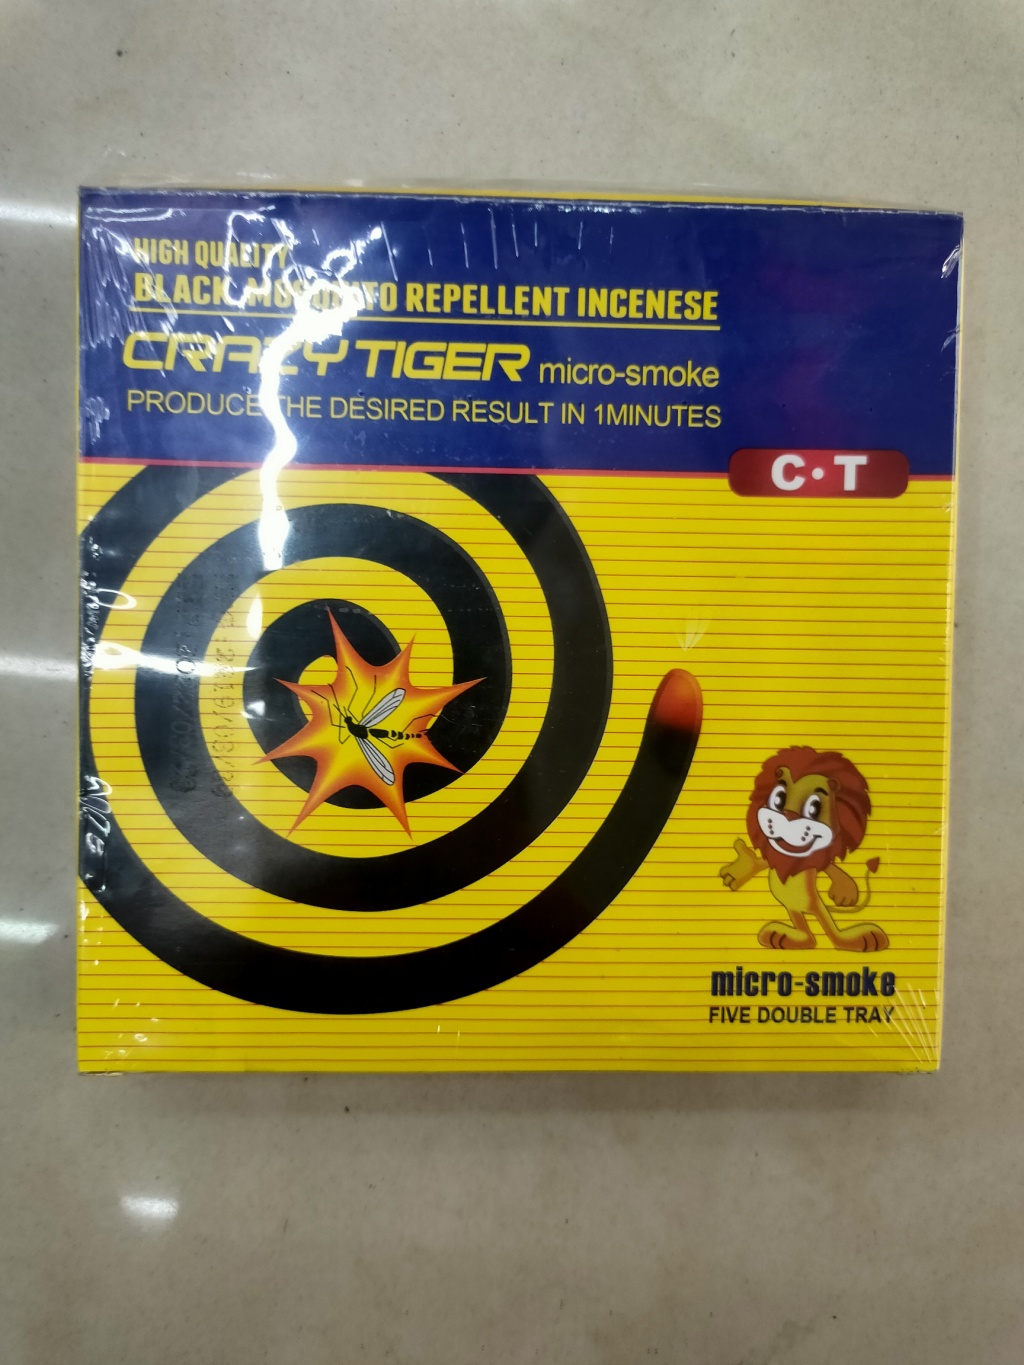 HIGH QUALITY
BLACK MOSQUITO REPELLENT INCENESE
CRAZY TIGER micro-smoke
PRODUCE THE DESIRED RESULT IN 1MINUTES
C·T
micro-smoke
FIVE DOUBLE TRAY